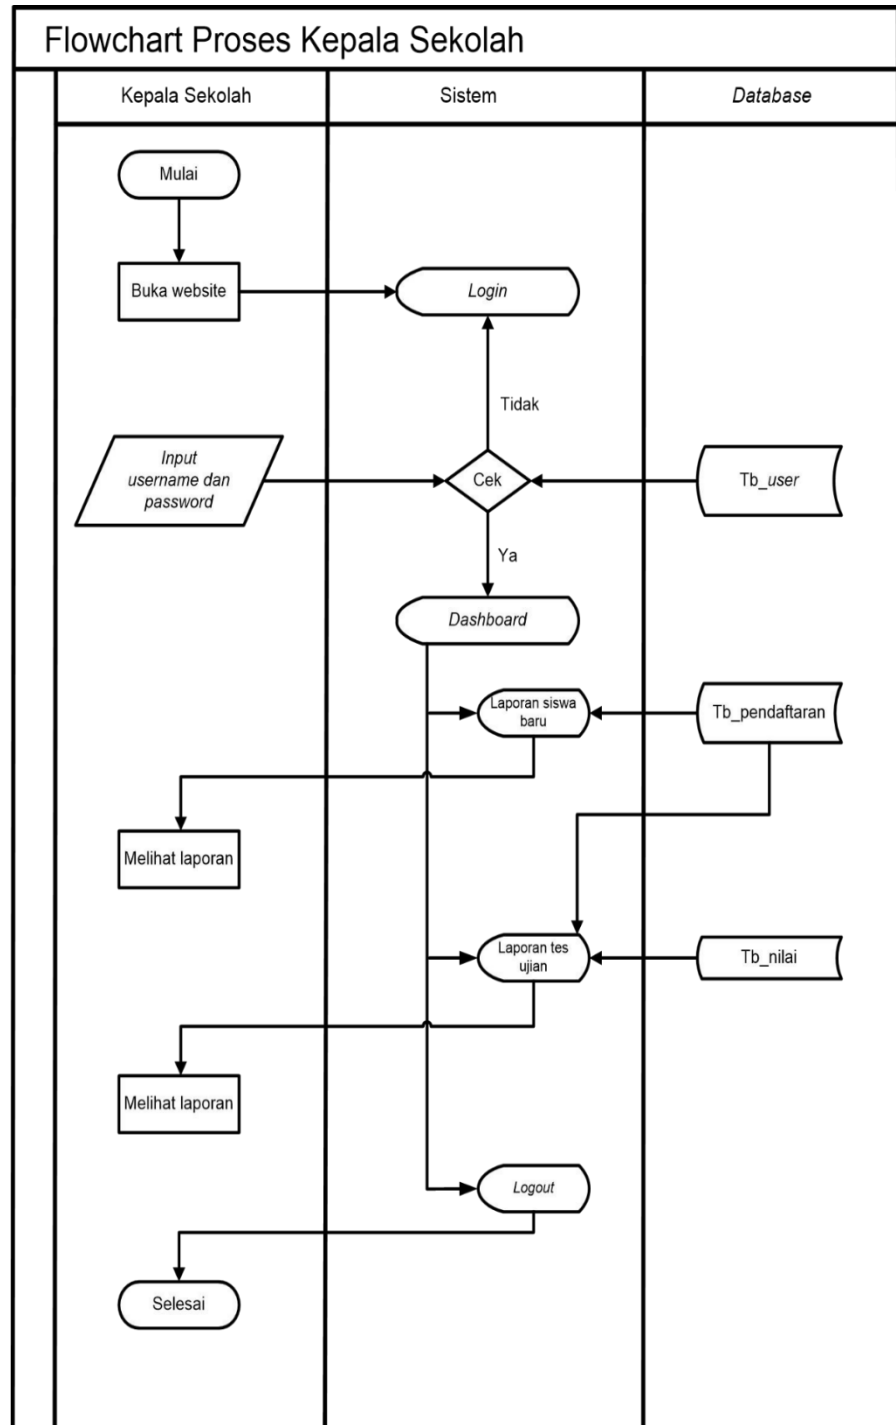 Flowchart Proses Kepala Sekolah
Kepala Sekolah
Sistem
Database
Mulai
Buka website
Login
Tidak
Input
username dan
password
Cek
Tb_user
Ya
Dashboard
Laporan siswa
baru
Tb_pendaftaran
Melihat laporan
Laporan tes
ujian
Tb_nilai
Melihat laporan
Logout
Selesai